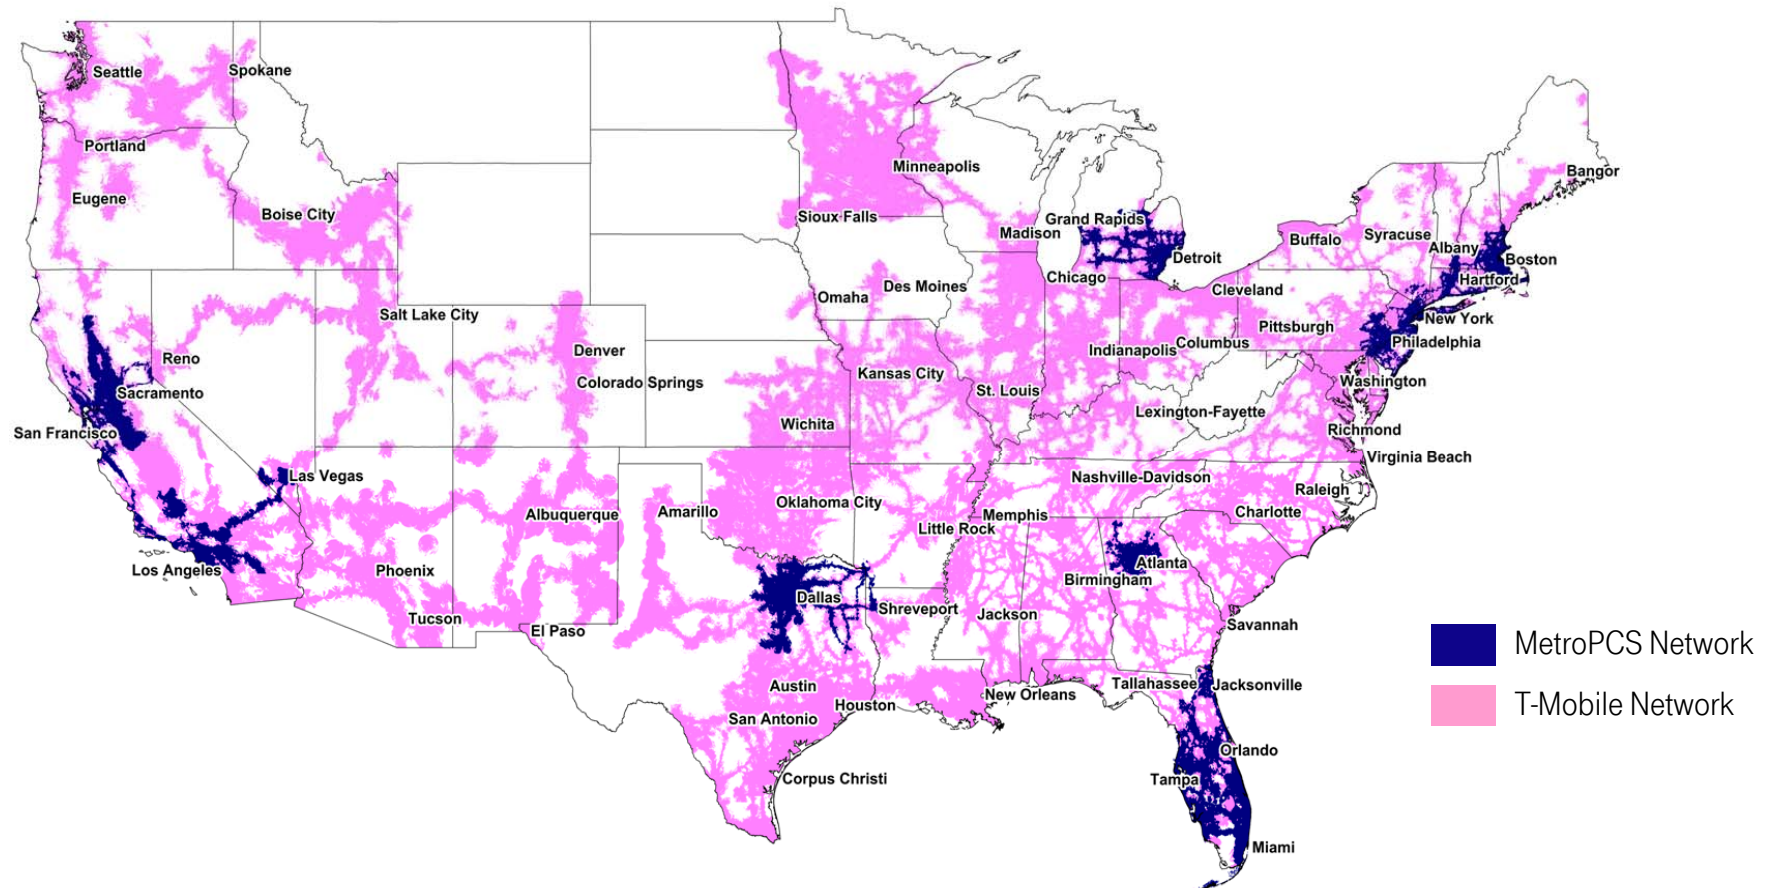 Seattle
Spokane
Portland
Eugene
Boise City
Minneapolis
Sioux Falls
Madison
Grand Rapids
Detroit
Chicago
Buffalo
Syracuse
Albany
Bangor
Boston
Hartford
Cleveland
New York
Pittsburgh
Philadelphia
Columbus
Indianapolis
Washington
Omaha
Des Moines
Salt Lake City
Reno
Sacramento
San Francisco
Denver
Colorado Springs
Kansas City
St. Louis
Lexington-Fayette
Richmond
Virginia Beach
Wichita
Las Vegas
Nashville-Davidson
Raleigh
Charlotte
Oklahoma City
Amarillo
Albuquerque
Memphis
Little Rock
Los Angeles
Phoenix
Tucson
El Paso
Dallas
Shreveport
Jackson
Birmingham
Atlanta
Savannah
Austin
Houston
San Antonio
New Orleans
Tallahassee
Jacksonville
Corpus Christi
Orlando
Tampa
Miami
MetroPCS Network
T-Mobile Network